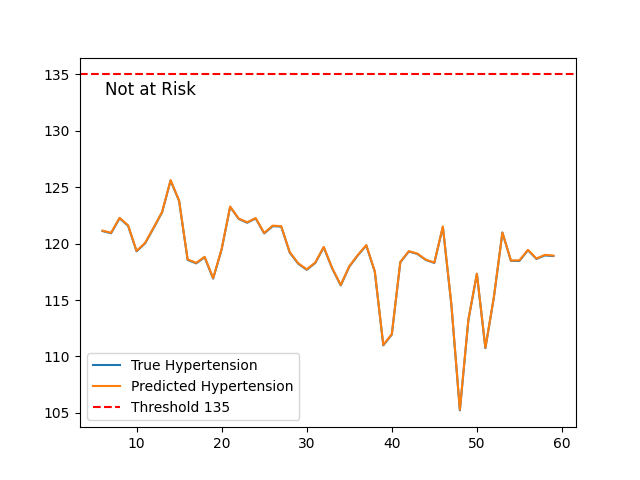 135
Not at Risk
130
125
120
115
110
105
True Hypertension
Predicted Hypertension
Threshold 135
10 20 30 40 50 60